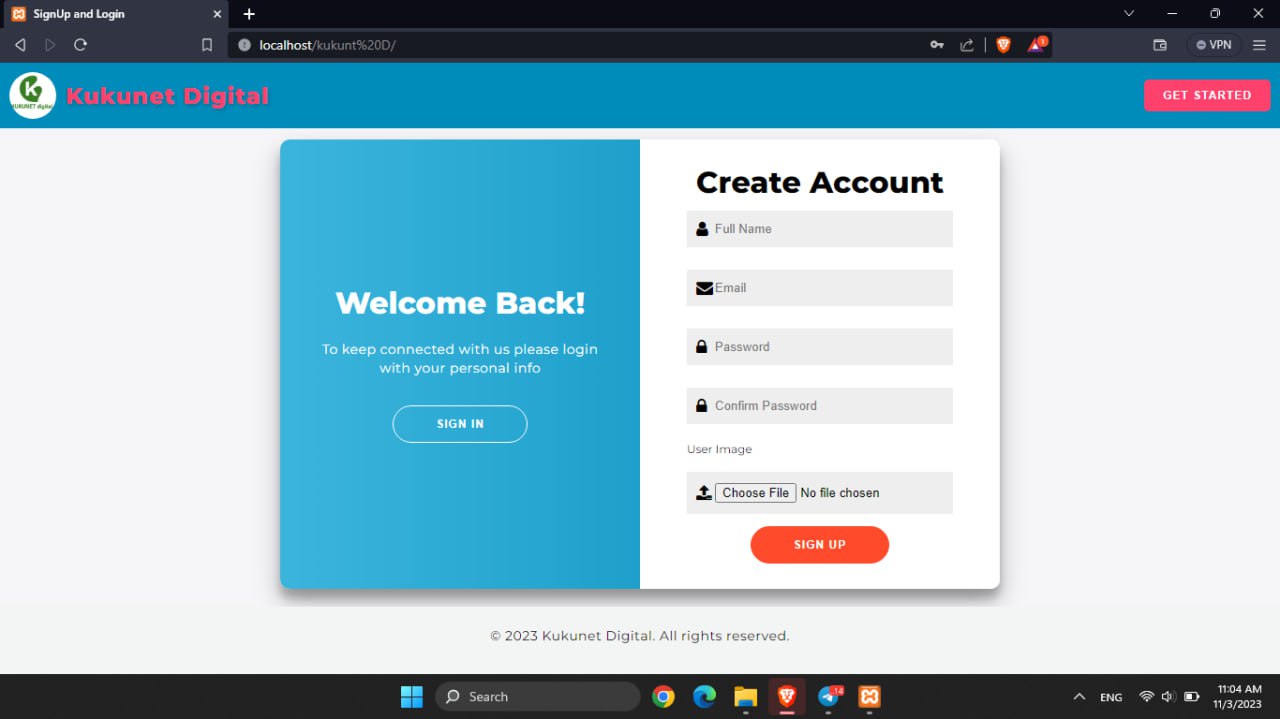 SignUp and Login
localhost/kukunt%20D/
1
VPN
K
KUKUNET digital
Kukunet Digital
GET STARTED
Welcome Back!
To keep connected with us please login
with your personal info
SIGN IN
Create Account
Full Name
Email
Password
Confirm Password
User Image
Choose File No file chosen
SIGN UP
© 2023 Kukunet Digital. All rights reserved.
Search
14
ENG
11:04 AM
11/3/2023